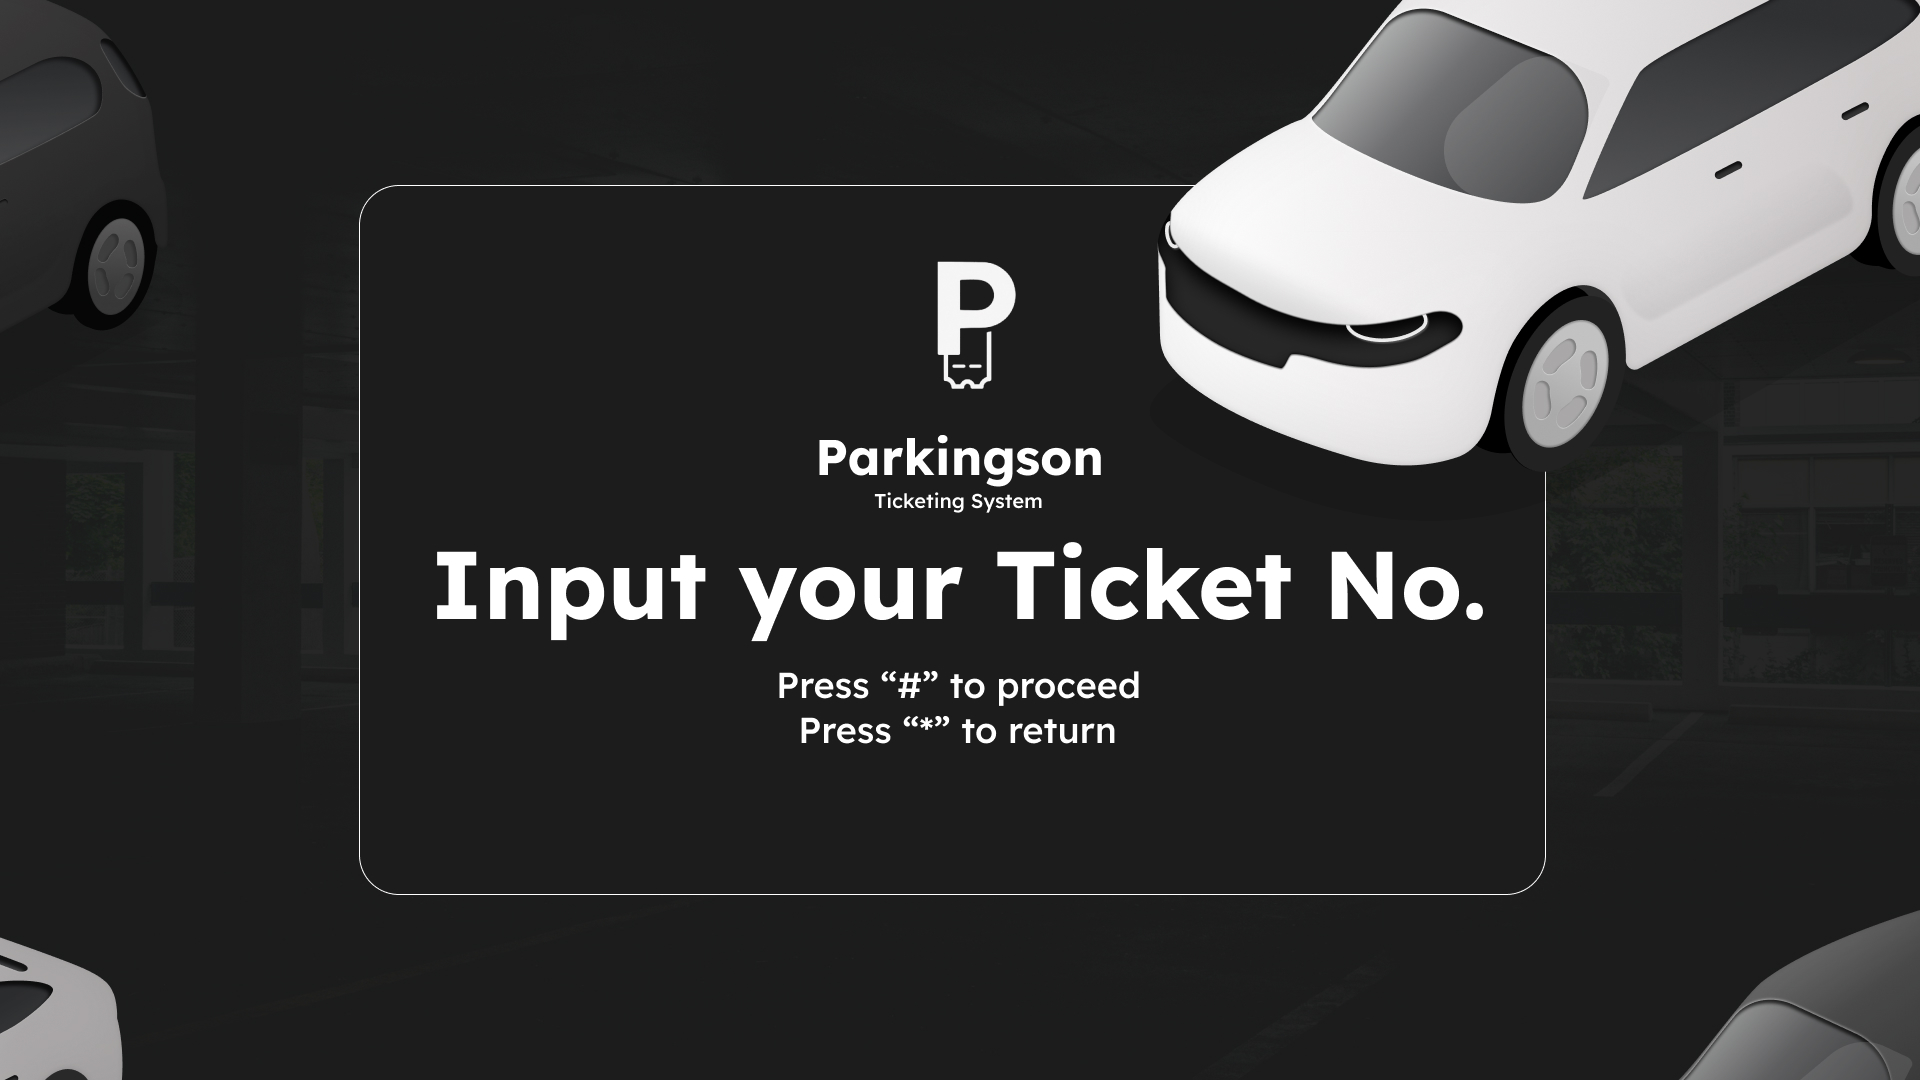 P
Parkingson
Ticketing System
Input your Ticket No.
Press “#” to proceed
Press “*” to return